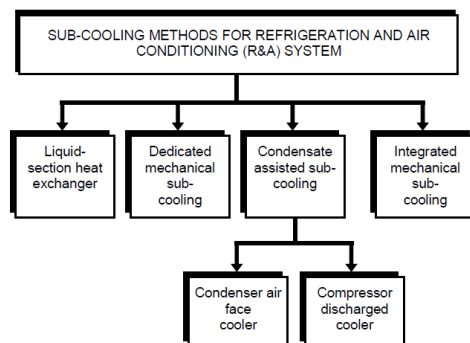 SUB-COOLING METHODS FOR REFRIGERATION AND AIR
CONDITIONING (R&A) SYSTEM
Liquid-
section heat
exchanger
Dedicated
mechanical
sub-
cooling
Condensate
assisted sub-
cooling
Integrated
mechanical
sub-
cooling
Condenser air
face
cooler
Compressor
discharged
cooler